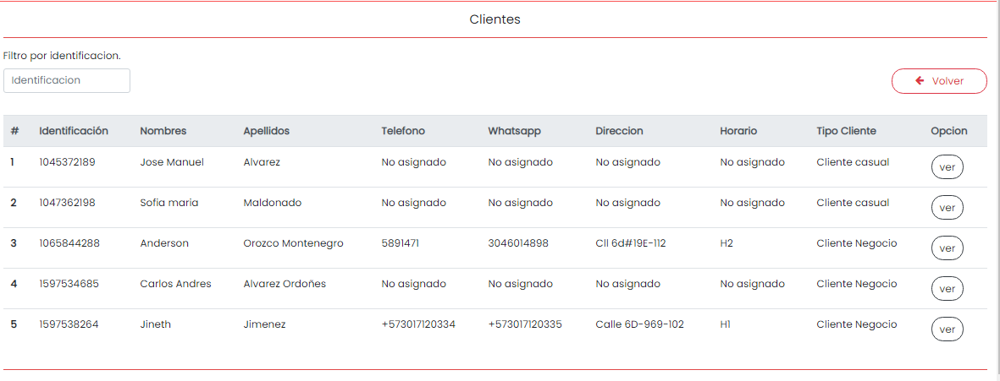 Clientes
Filtro por identificacion.
Identificacion
Volver
# Identificación Nombres Apellidos Telefono Whatsapp Direccion Horario Tipo Cliente Opcion
1 1045372189 Jose Manuel Alvarez No asignado No asignado No asignado No asignado Cliente casual ver
2 1047362198 Sofia maria Maldonado No asignado No asignado No asignado No asignado Cliente casual ver
3 1065844288 Anderson Orozco Montenegro 5891471 3046014898 Cll 6d#19E-112 H2 Cliente Negocio ver
4 1597534685 Carlos Andres Alvarez Ordoñes No asignado No asignado No asignado No asignado Cliente Negocio ver
5 1597538264 Jineth Jimenez +573017120334 +573017120335 Calle 6D-969-102 H1 Cliente Negocio ver